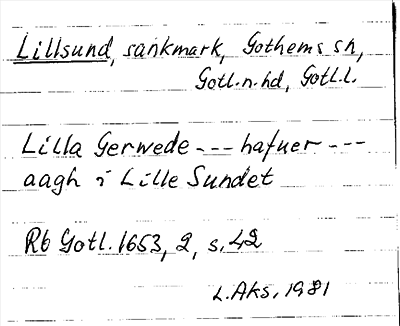 Lillsund, sankmark, Gothems sn,
Gotl.n.hd, Gotl.l.
Lilla Gerwede --- hafuer ---
aagh i Lille Sundet
Rb Gotl. 1653, 2, s. 42
L.Aks. 1981